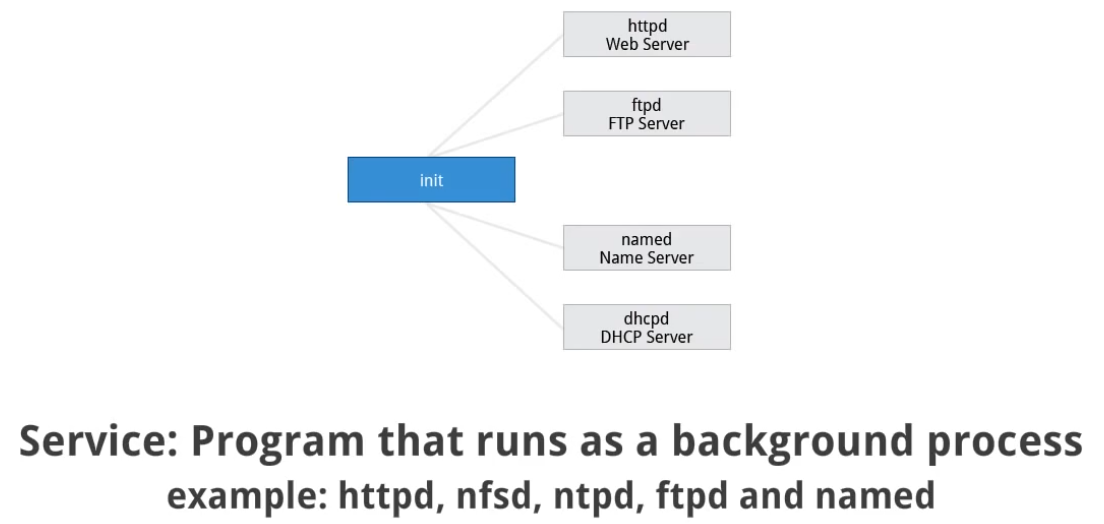 httpd
Web Server
ftpd
FTP Server
init
named
Name Server
dhcpd
DHCP Server
Service: Program that runs as a background process
example: httpd, nfsd, ntpd, ftpd and named